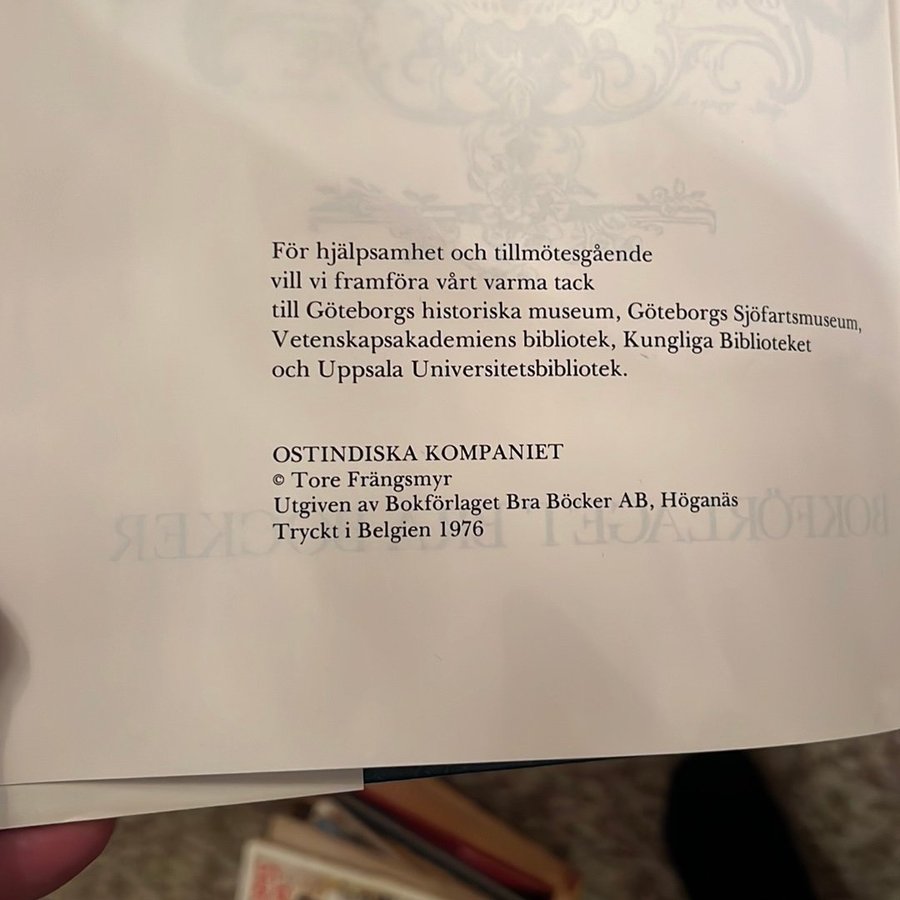 För hjälpsamhet och tillmötesgående
vill vi framföra vårt varma tack
till Göteborgs historiska museum, Göteborgs Sjöfartsmuseum,
Vetenskapsakademiens bibliotek, Kungliga Biblioteket
och Uppsala Universitetsbibliotek.
OSTINDISKA KOMPANIET
© Tore Frängsmyr
Utgiven av Bokförlaget Bra Böcker AB, Höganäs
Tryckt i Belgien 1976